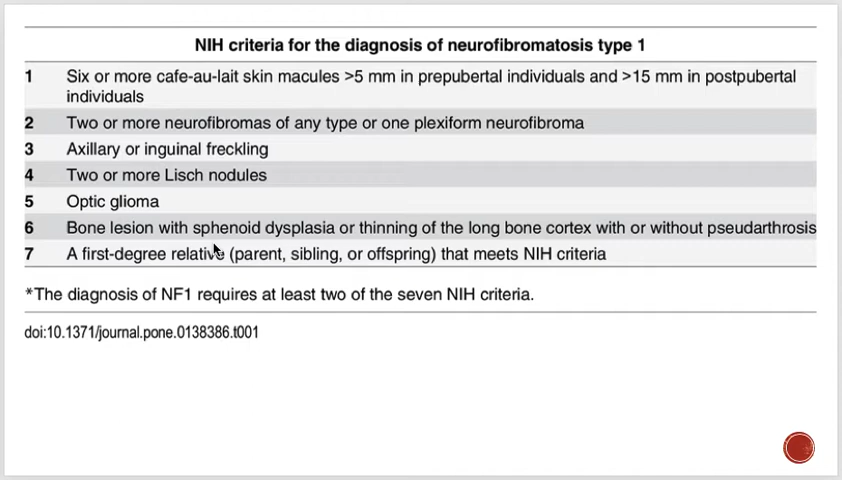 NIH criteria for the diagnosis of neurofibromatosis type 1
1 Six or more cafe-au-lait skin macules >5 mm in prepubertal individuals and >15 mm in postpubertal
individuals
2 Two or more neurofibromas of any type or one plexiform neurofibroma
3 Axillary or inguinal freckling
4 Two or more Lisch nodules
5 Optic glioma
6 Bone lesion with sphenoid dysplasia or thinning of the long bone cortex with or without pseudarthrosis
7 A first-degree relative (parent, sibling, or offspring) that meets NIH criteria
*The diagnosis of NF1 requires at least two of the seven NIH criteria.
doi:10.1371/journal.pone.0138386.t001